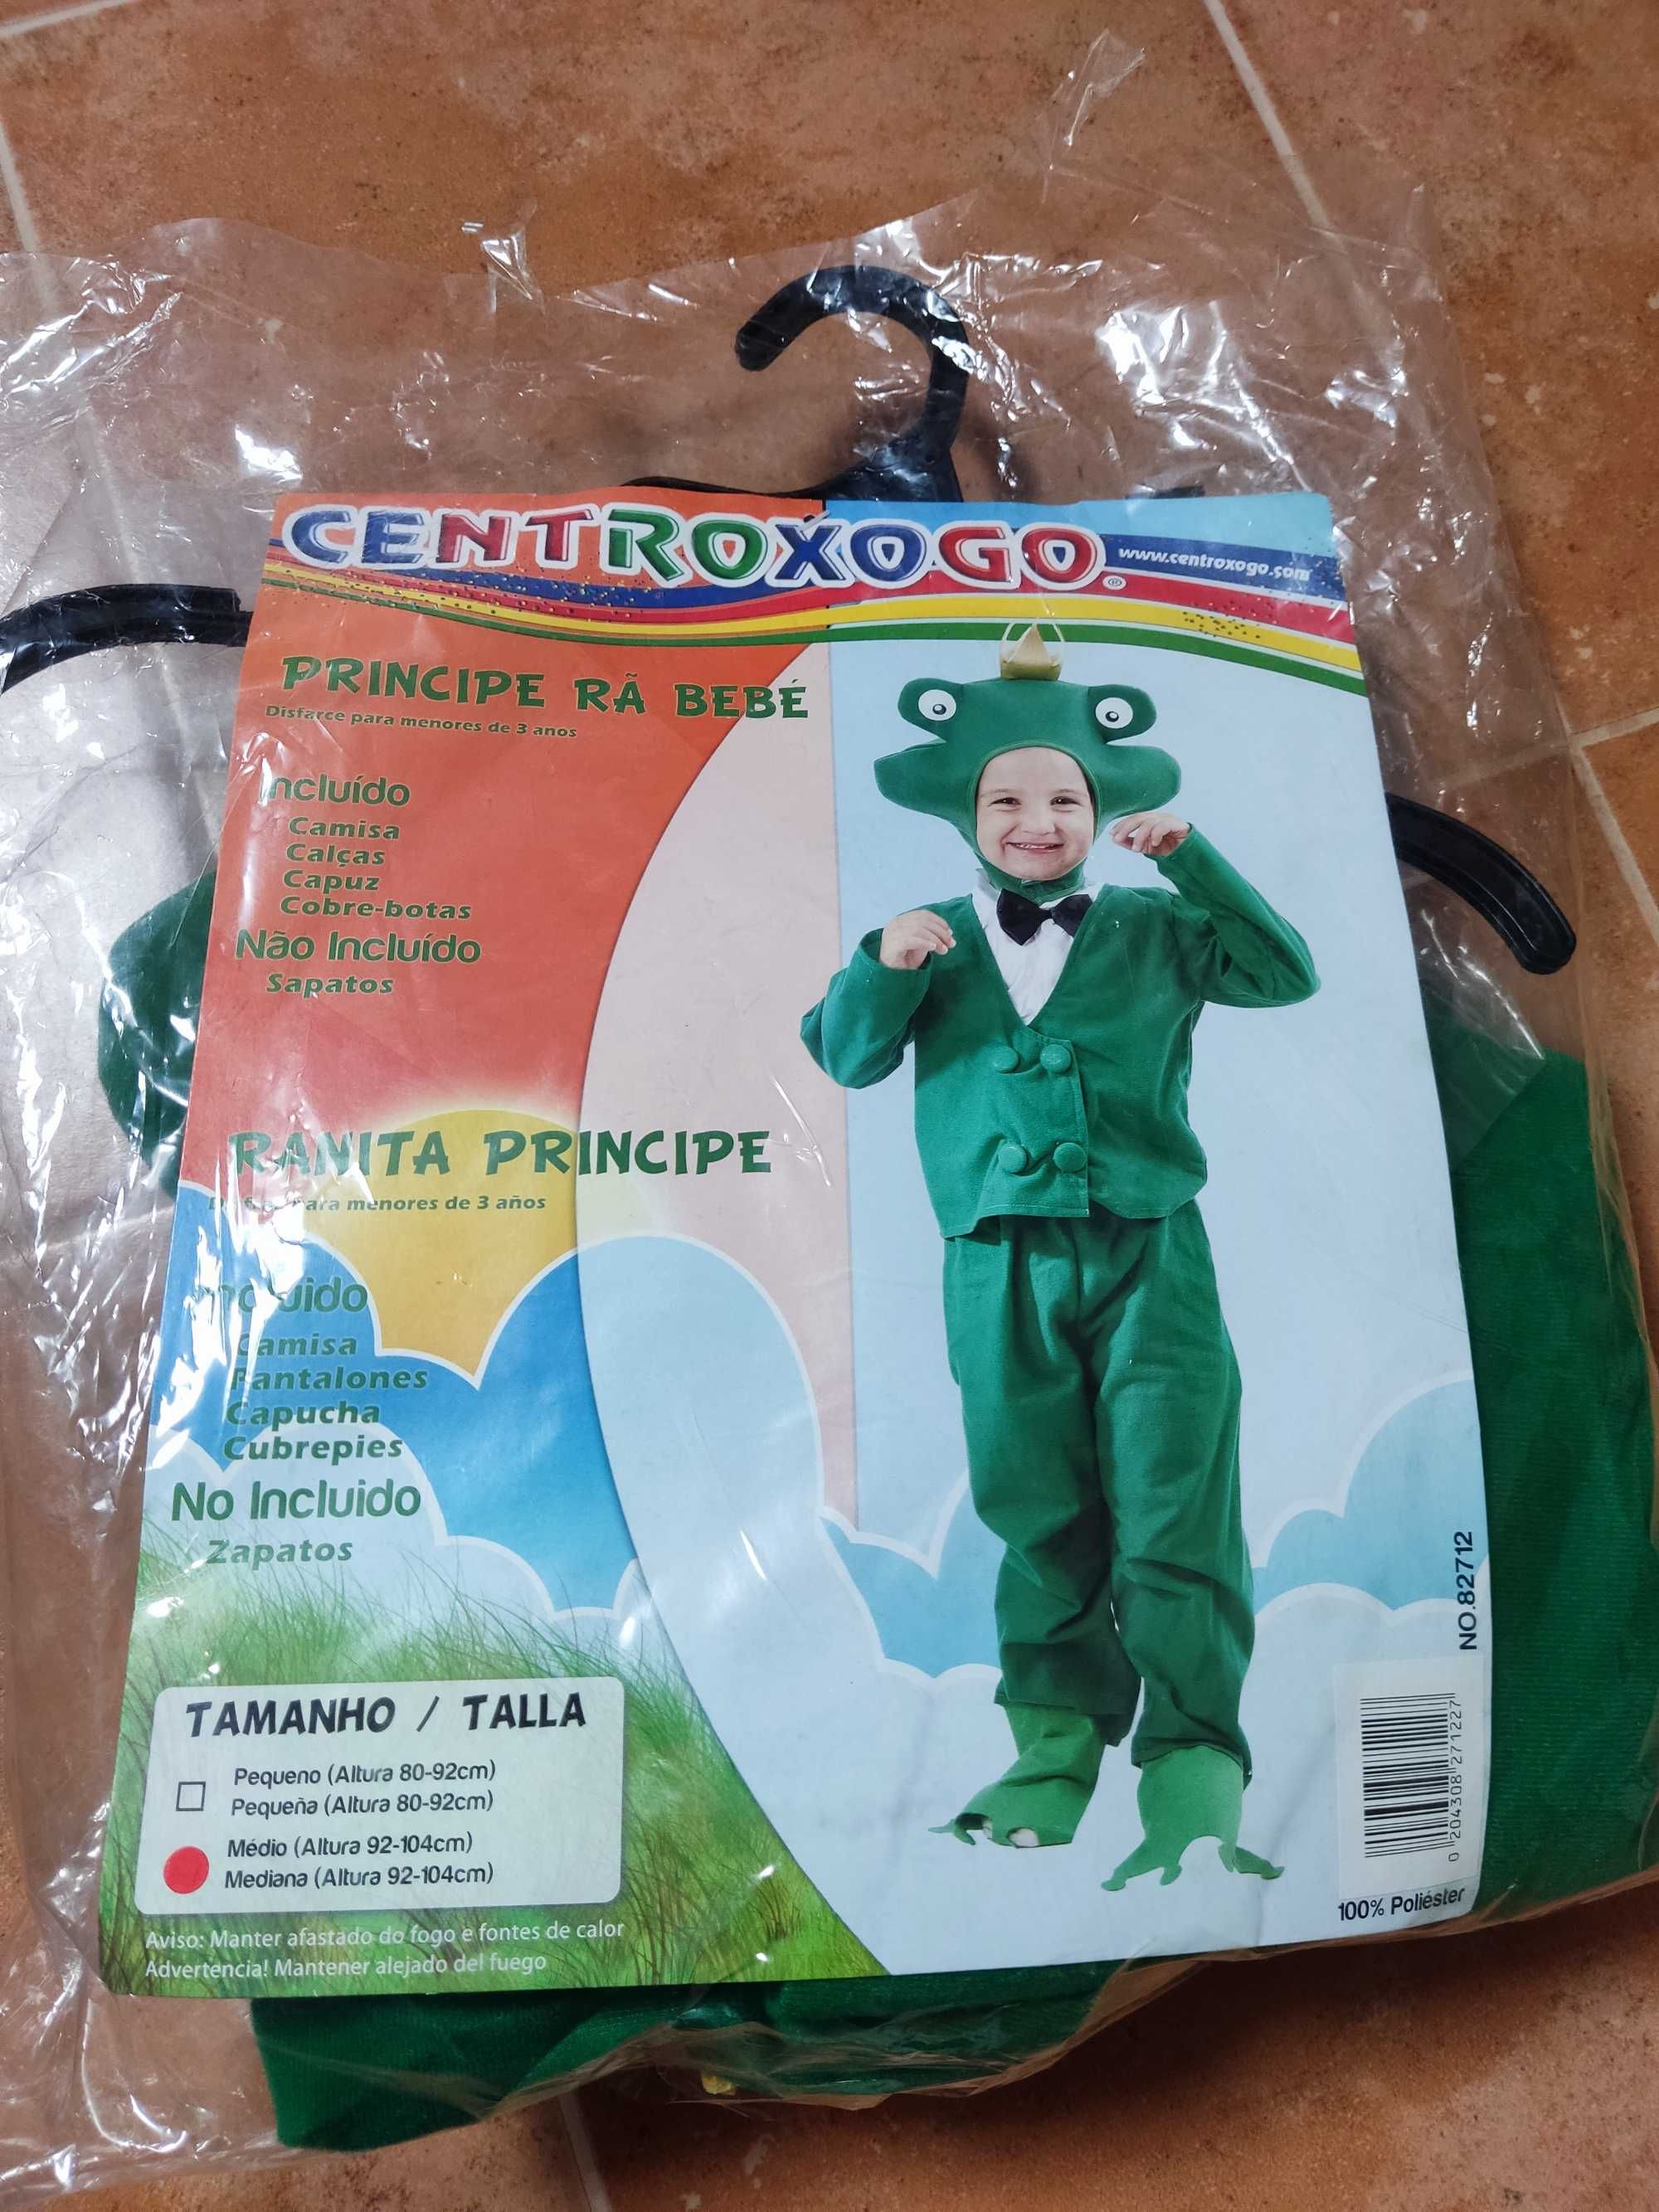 CENTROXOGO®
www.centroxogo.com
PRINCIPE RÃ BEBÉ
Disfarce para menores de 3 anos
Incluído
Camisa
Calças
Capuz
Cobre-botas
Não Incluído
Sapatos
RANITA PRINCIPE
para menores de 3 años
Incluido
Camisa
Pantalones
Capucha
Cubrepies
No Incluido
Zapatos
TAMANHO / TALLA
Pequeno (Altura 80-92cm)
Pequeña (Altura 80-92cm)
Médio (Altura 92-104cm)
Mediana (Altura 92-104cm)
Aviso: Manter afastado do fogo e fontes de calor
Advertencia! Mantener alejado del fuego
NO.82712
0 204308 271227
100% Poliéster